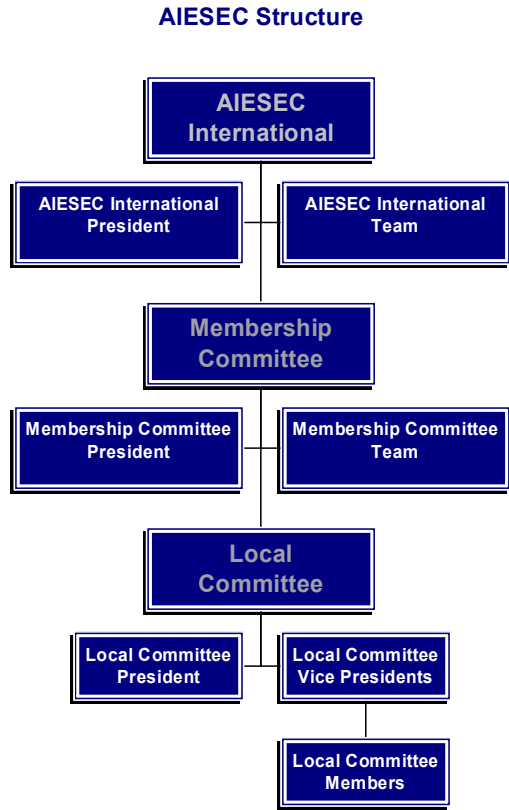 AIESEC Structure
AIESEC
International
AIESEC International
President
AIESEC International
Team
Membership
Committee
Membership Committee
President
Membership Committee
Team
Local
Committee
Local Committee
President
Local Committee
Vice Presidents
Local Committee
Members